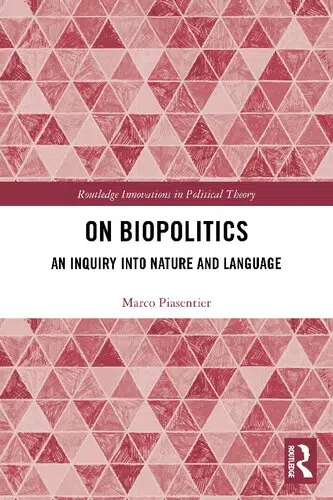 Routledge Innovations in Political Theory
ON BIOPOLITICS
AN INQUIRY INTO NATURE AND LANGUAGE
Marco Piasentier
ROUTLEDGE